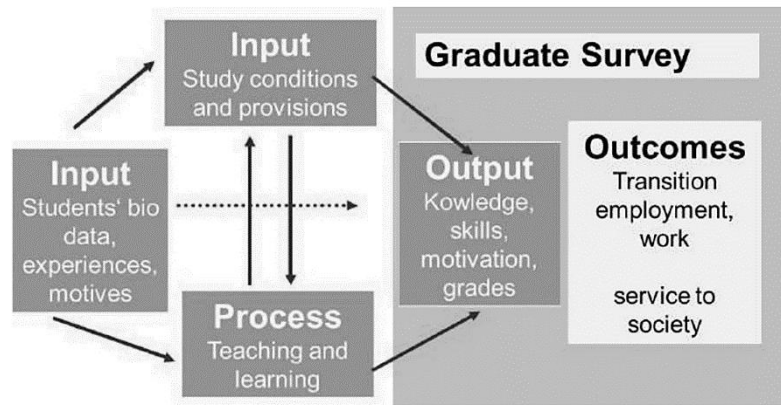 Input
Study conditions
and provisions
Graduate Survey
Input
Students‘ bio
data,
experiences,
motives
Output
Kowledge,
skills,
motivation,
grades
Outcomes
Transition
employment,
work
service to
society
Process
Teaching and
learning